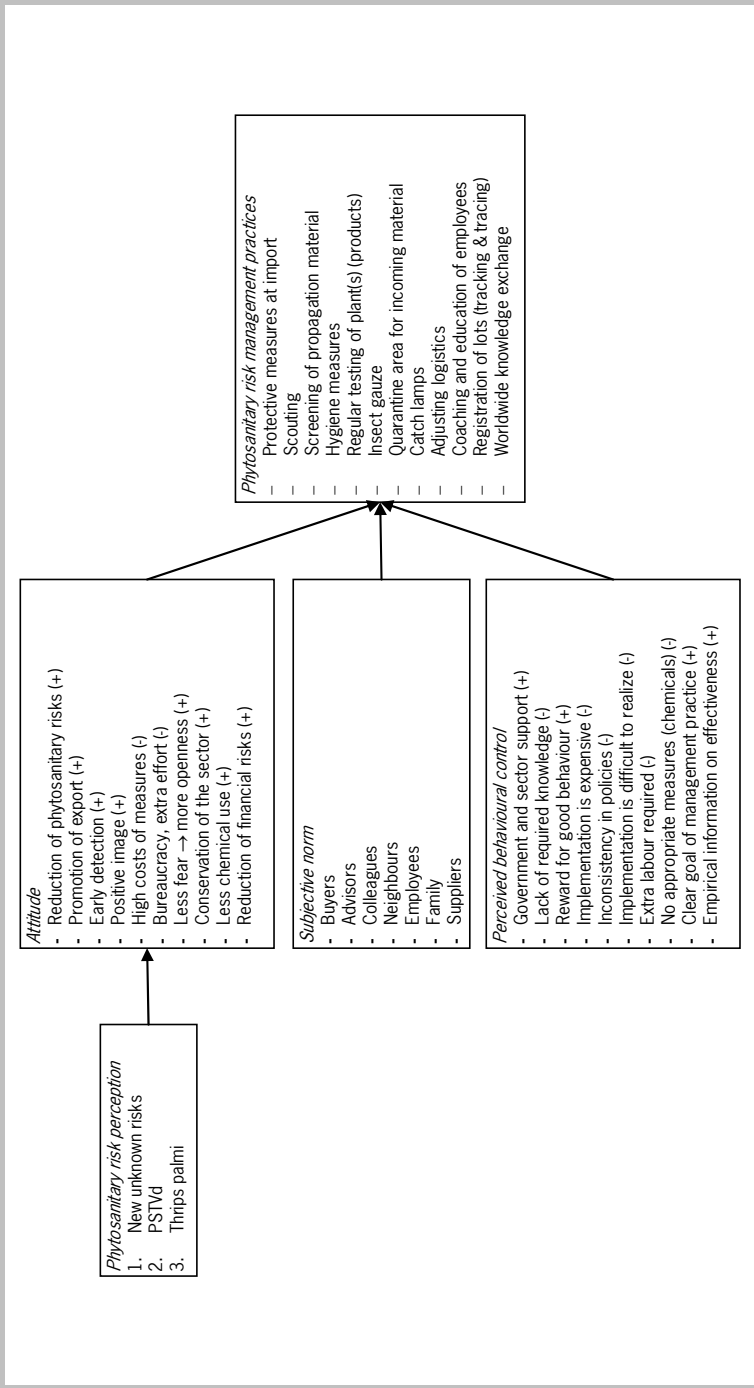 Phytosanitary risk perception
1. New unknown risks
2. PSTVd
3. Thrips palmi
Attitude
- Reduction of phytosanitary risks (+)
- Promotion of export (+)
- Early detection (+)
- Positive image (+)
- High costs of measures (-)
- Bureaucracy, extra effort (-)
- Less fear → more openness (+)
- Conservation of the sector (+)
- Less chemical use (+)
- Reduction of financial risks (+)
Subjective norm
- Buyers
- Advisors
- Colleagues
- Neighbours
- Employees
- Family
- Suppliers
Perceived behavioural control
- Government and sector support (+)
- Lack of required knowledge (-)
- Reward for good behaviour (+)
- Implementation is expensive (-)
- Inconsistency in policies (-)
- Implementation is difficult to realize (-)
- Extra labour required (-)
- No appropriate measures (chemicals) (-)
- Clear goal of management practice (+)
- Empirical information on effectiveness (+)
Phytosanitary risk management practices
– Protective measures at import
– Scouting
– Screening of propagation material
– Hygiene measures
– Regular testing of plant(s) (products)
– Insect gauze
– Quarantine area for incoming material
– Catch lamps
– Adjusting logistics
– Coaching and education of employees
– Registration of lots (tracking & tracing)
– Worldwide knowledge exchange